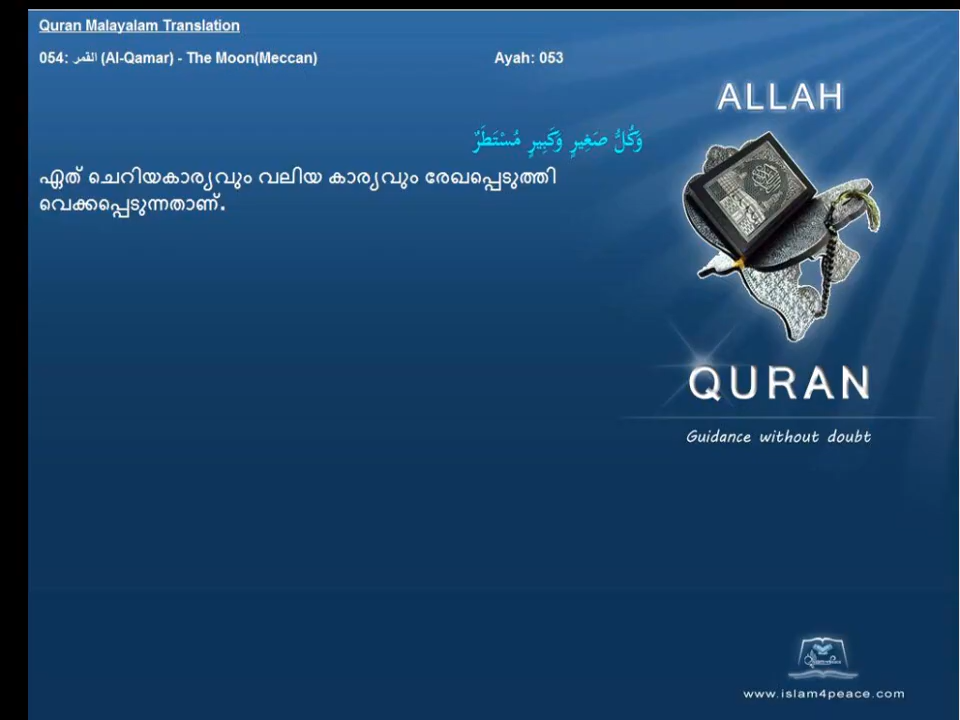 Quran Malayalam Translation
054: القمر (Al-Qamar) - The Moon(Meccan) Ayah: 053
وَكُلُّ صَغِيرٍ وَكَبِيرٍ مُسْتَطَرٌ
ഏത് ചെറിയകാര്യവും വലിയ കാര്യവും രേഖപ്പെടുത്തി
വെക്കപ്പെടുന്നതാണ്.
ALLAH
QURAN
Guidance without doubt
www.islam4peace.com